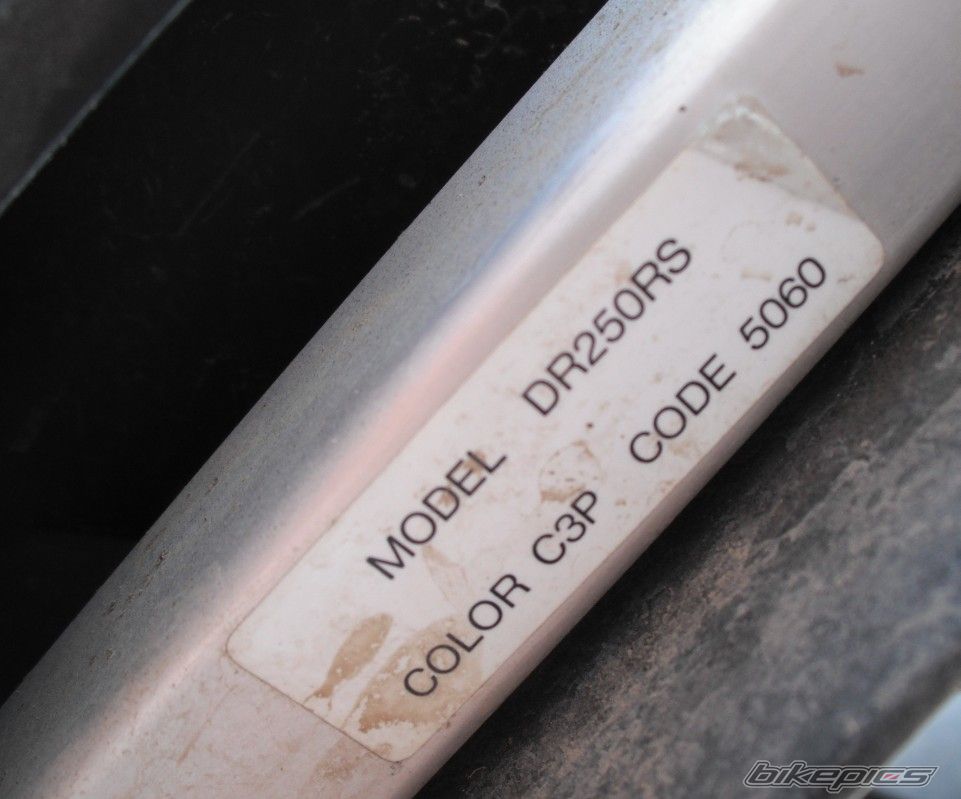 MODEL DR250RS
COLOR C3P CODE 5060
bikepics